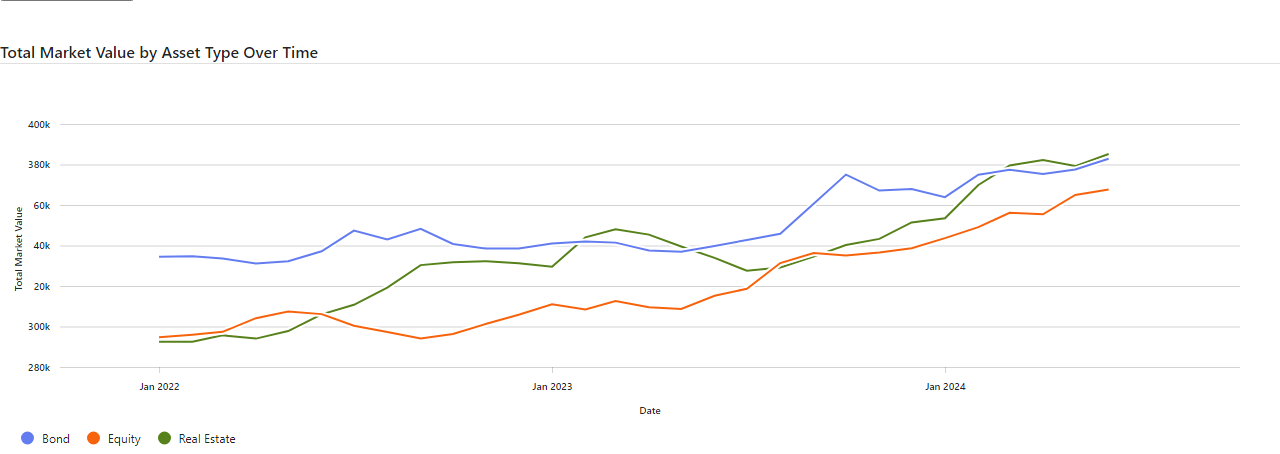 Total Market Value by Asset Type Over Time
400k
380k
60k
40k
20k
300k
280k
Total Market Value
Jan 2022
Jan 2023
Jan 2024
Date
Bond
Equity
Real Estate